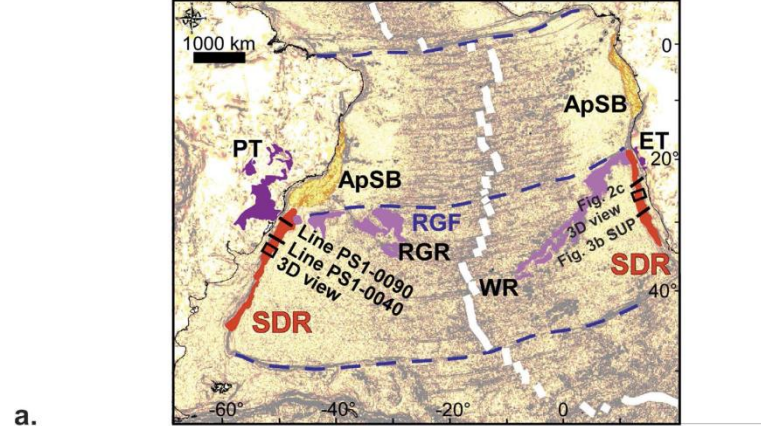 1000 km
0
ApSB
PT
ET
20°
ApSB
Fig. 2c
3D view
Fig. 3b SUP
RGF
RGR
Line PS1-0090
Line PS1-0040
3D view
WR
SDR
40°
SDR
a.
-60°
-40°
-20°
0